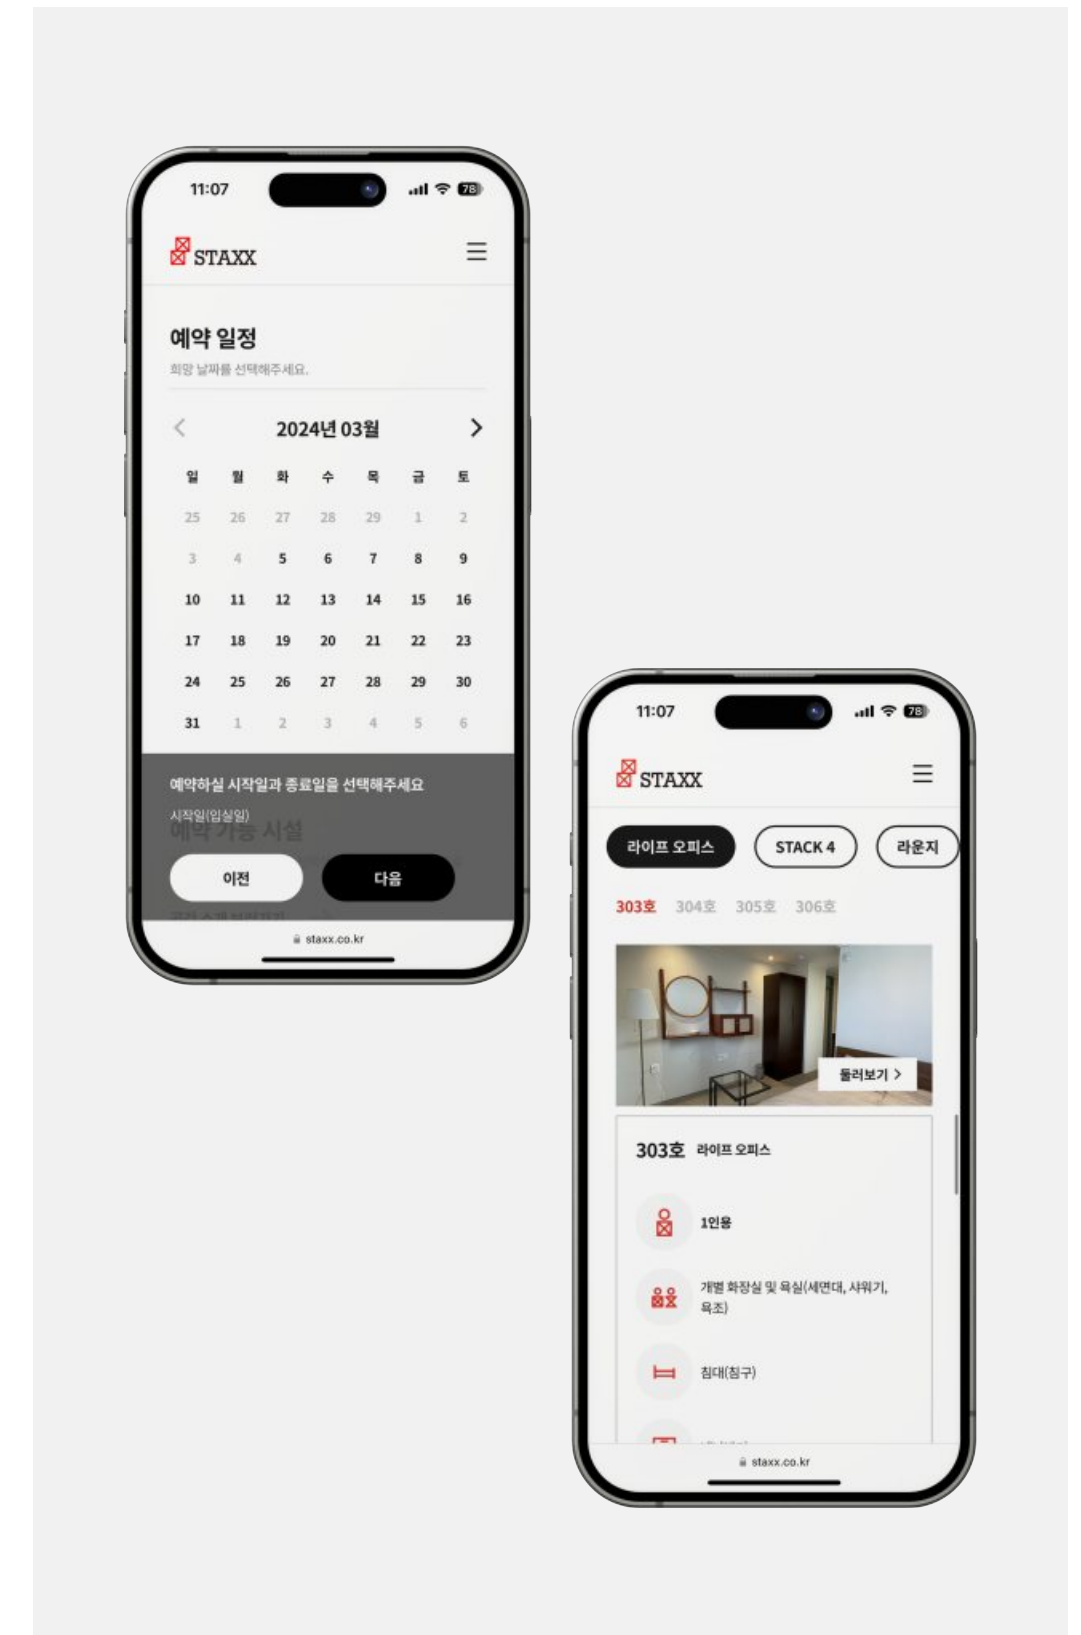 11:07
78
STAXX
예약 일정
희망 날짜를 선택해주세요.
2024년 03월
일 월 화 수 목 금 토
25 26 27 28 29 1 2
3 4 5 6 7 8 9
10 11 12 13 14 15 16
17 18 19 20 21 22 23
24 25 26 27 28 29 30
31 1 2 3 4 5 6
예약하실 시작일과 종료일을 선택해주세요
시작일(입실일)
예약 가능 시설
이전 다음
staxx.co.kr
11:07
78
STAXX
라이프 오피스 STACK 4 라운지
303호 304호 305호 306호
둘러보기
303호 라이프 오피스
1인용
개별 화장실 및 욕실(세면대, 샤워기,
욕조)
침대(침구)
staxx.co.kr